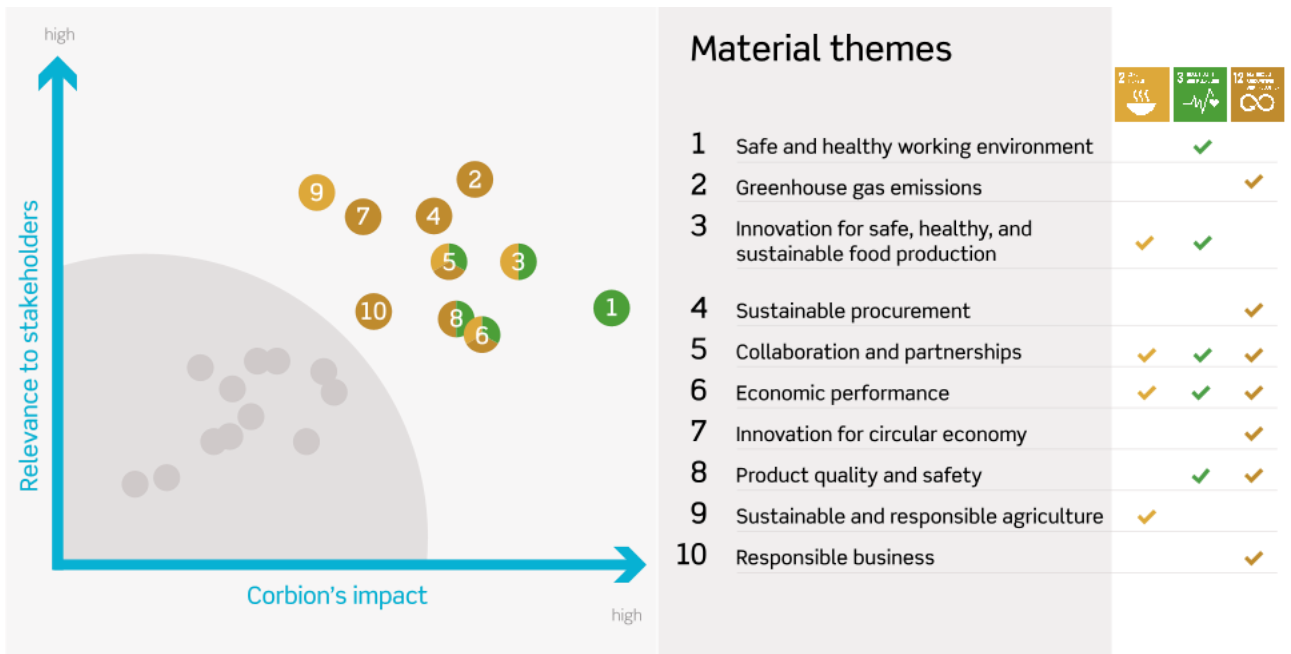 high
Relevance to stakeholders
9
2
7
4
5
3
10
8
6
1
Corbion's impact
high
Material themes
2
3
12
1 Safe and healthy working environment
2 Greenhouse gas emissions
3 Innovation for safe, healthy, and
sustainable food production
4 Sustainable procurement
5 Collaboration and partnerships
6 Economic performance
7 Innovation for circular economy
8 Product quality and safety
9 Sustainable and responsible agriculture
10 Responsible business